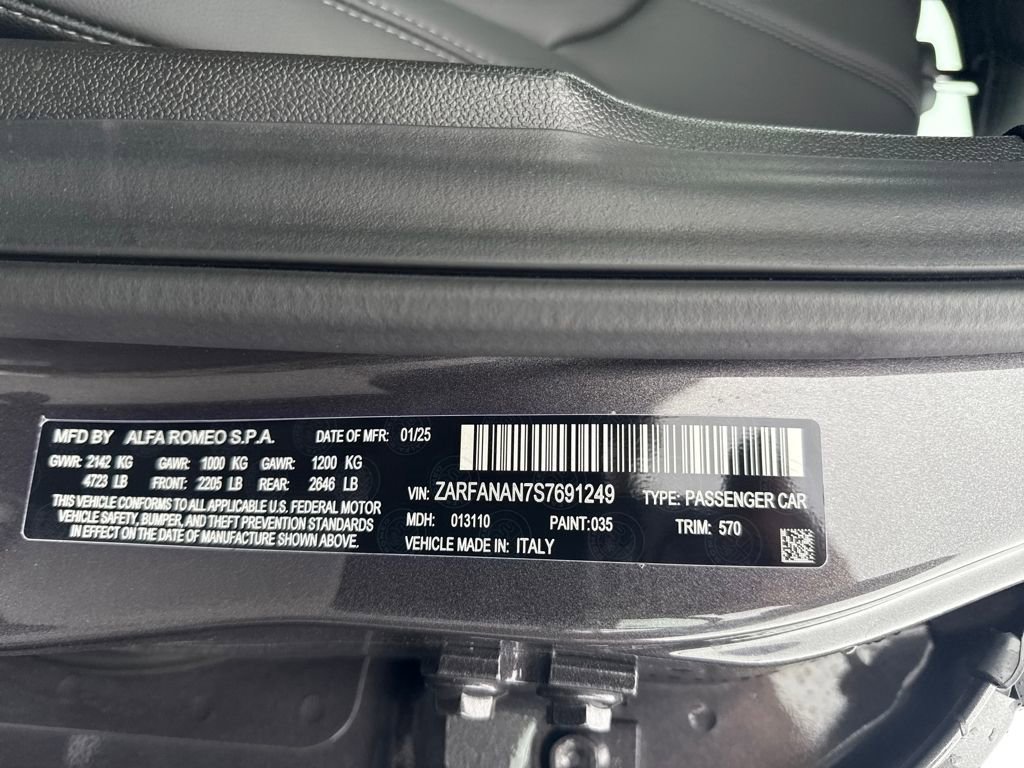 MFD BY ALFA ROMEO S.P.A. DATE OF MFR: 01/25
GVWR: 2142 KG GAWR: 1000 KG GAWR: 1200 KG
4723 LB FRONT: 2205 LB REAR: 2646 LB
THIS VEHICLE CONFORMS TO ALL APPLICABLE U.S. FEDERAL MOTOR
VEHICLE SAFETY, BUMPER, AND THEFT PREVENTION STANDARDS
IN EFFECT ON THE DATE OF MANUFACTURE SHOWN ABOVE.
VIN: ZARFANAN7S7691249 TYPE: PASSENGER CAR
MDH: 013110 PAINT: 035 TRIM: 570
VEHICLE MADE IN: ITALY